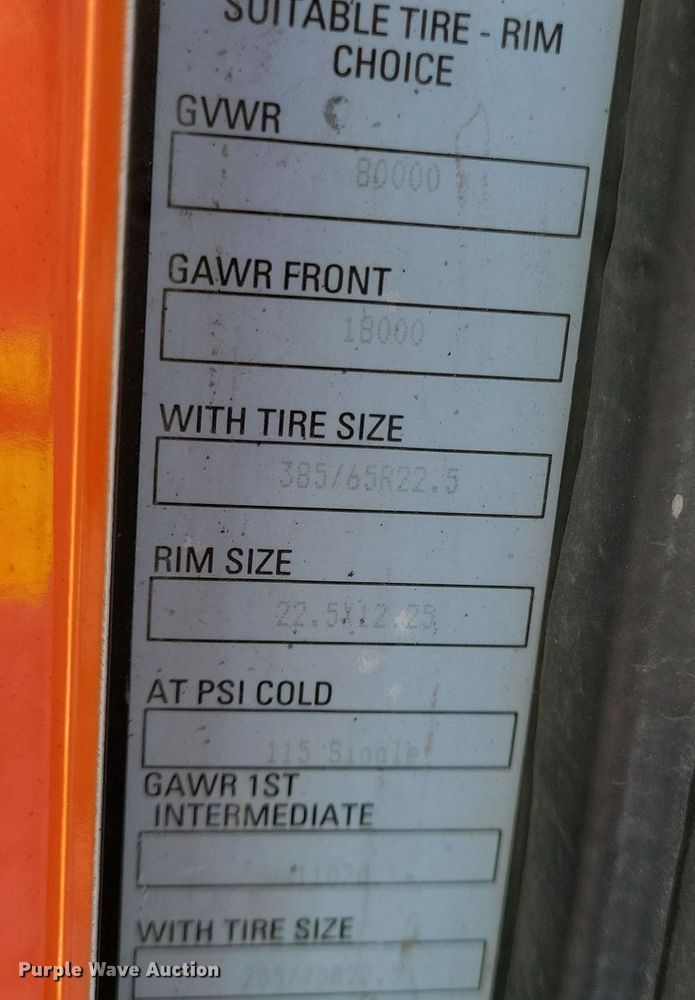 SUITABLE TIRE - RIM
CHOICE
GVWR
80000
GAWR FRONT
18000
WITH TIRE SIZE
385/65R22.5
RIM SIZE
22.5X12.25
AT PSI COLD
115 Single
GAWR 1ST
INTERMEDIATE
WITH TIRE SIZE
Purple Wave Auction